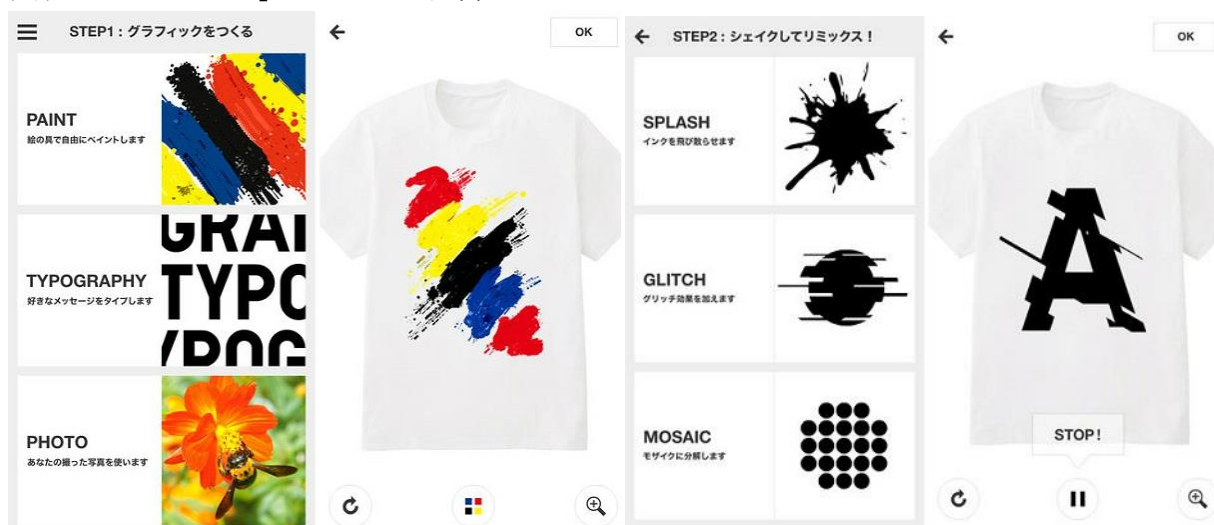 STEP1:グラフィックをつくる
PAINT
絵の具で自由にペイントします
TYPOGRAPHY
好きなメッセージをタイプします
GRAI
TYPO
YPOG
PHOTO
あなたの撮った写真を使います
OK
STEP2:シェイクしてリミックス!
SPLASH
インクを飛び散らせます
GLITCH
グリッチ効果を加えます
MOSAIC
モザイクに分解します
OK
A
STOP!